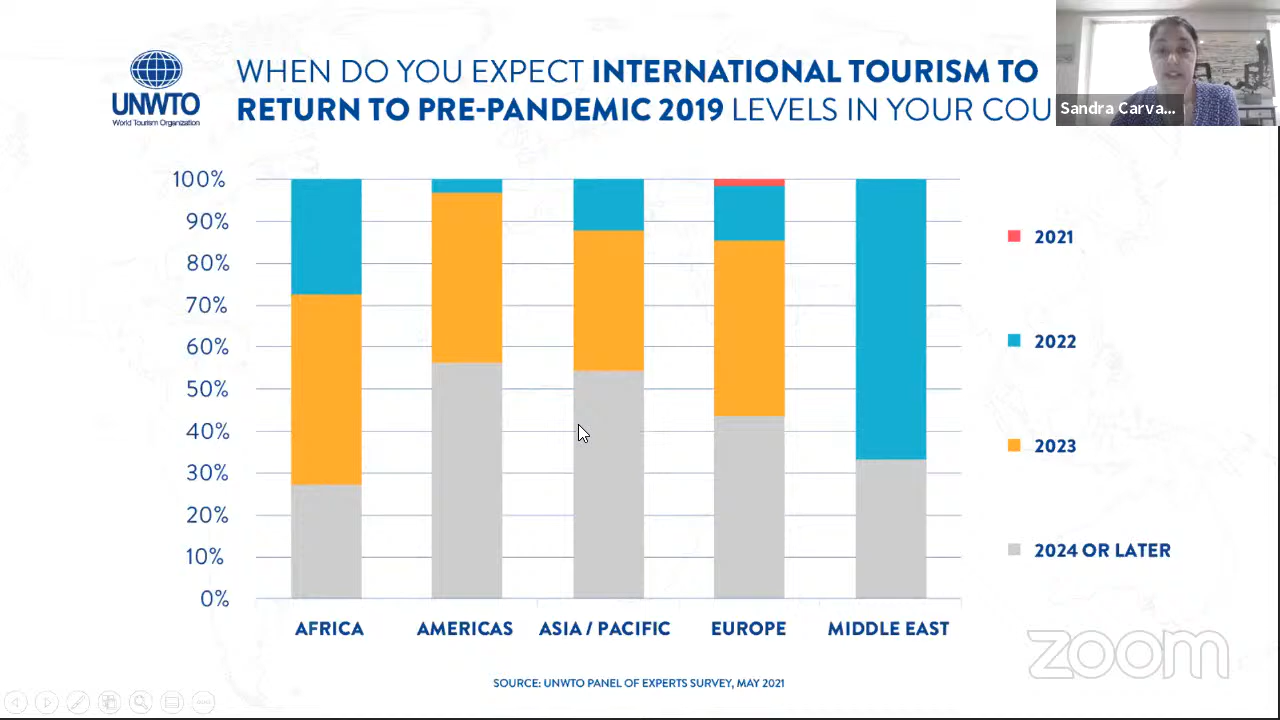 WHEN DO YOU EXPECT INTERNATIONAL TOURISM TO
RETURN TO PRE-PANDEMIC 2019 LEVELS IN YOUR COU
UNWTO
World Tourism Organization
Sandra Carva...
100%
90%
80%
70%
60%
50%
40%
30%
20%
10%
0%
2021
2022
2023
2024 OR LATER
AFRICA
AMERICAS
ASIA / PACIFIC
EUROPE
MIDDLE EAST
SOURCE: UNWTO PANEL OF EXPERTS SURVEY, MAY 2021
zoom